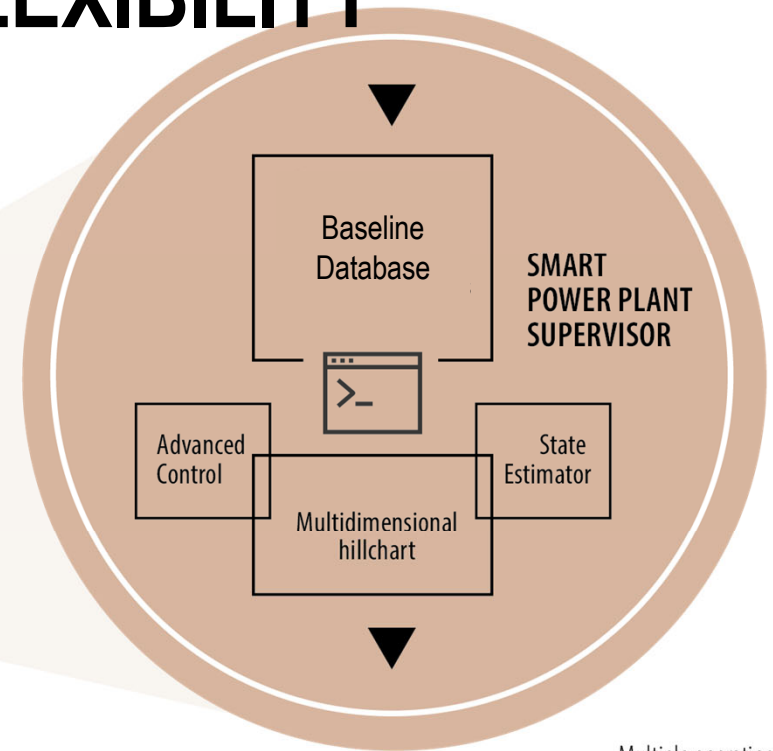 LEXIBILITY
Baseline
Database
SMART
POWER PLANT
SUPERVISOR
>_
Advanced
Control
State
Estimator
Multidimensional
hillchart